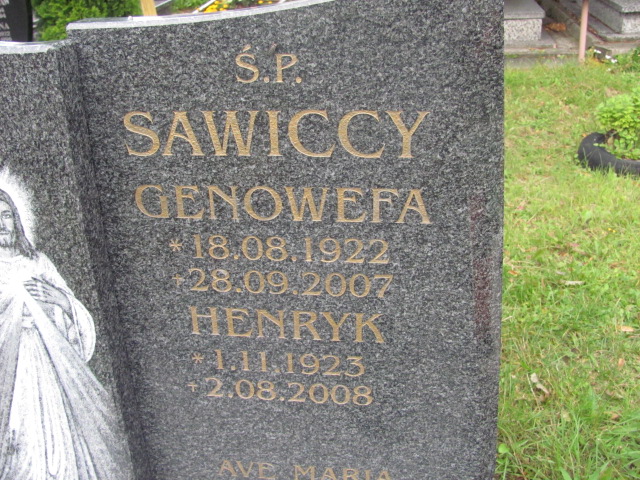 Ś.P.
SAWICCY
GENOWEFA
* 18.08.1922
+28.09.2007
HENRYK
* 1.11.1923
+2.08.2008
AVE MARIA